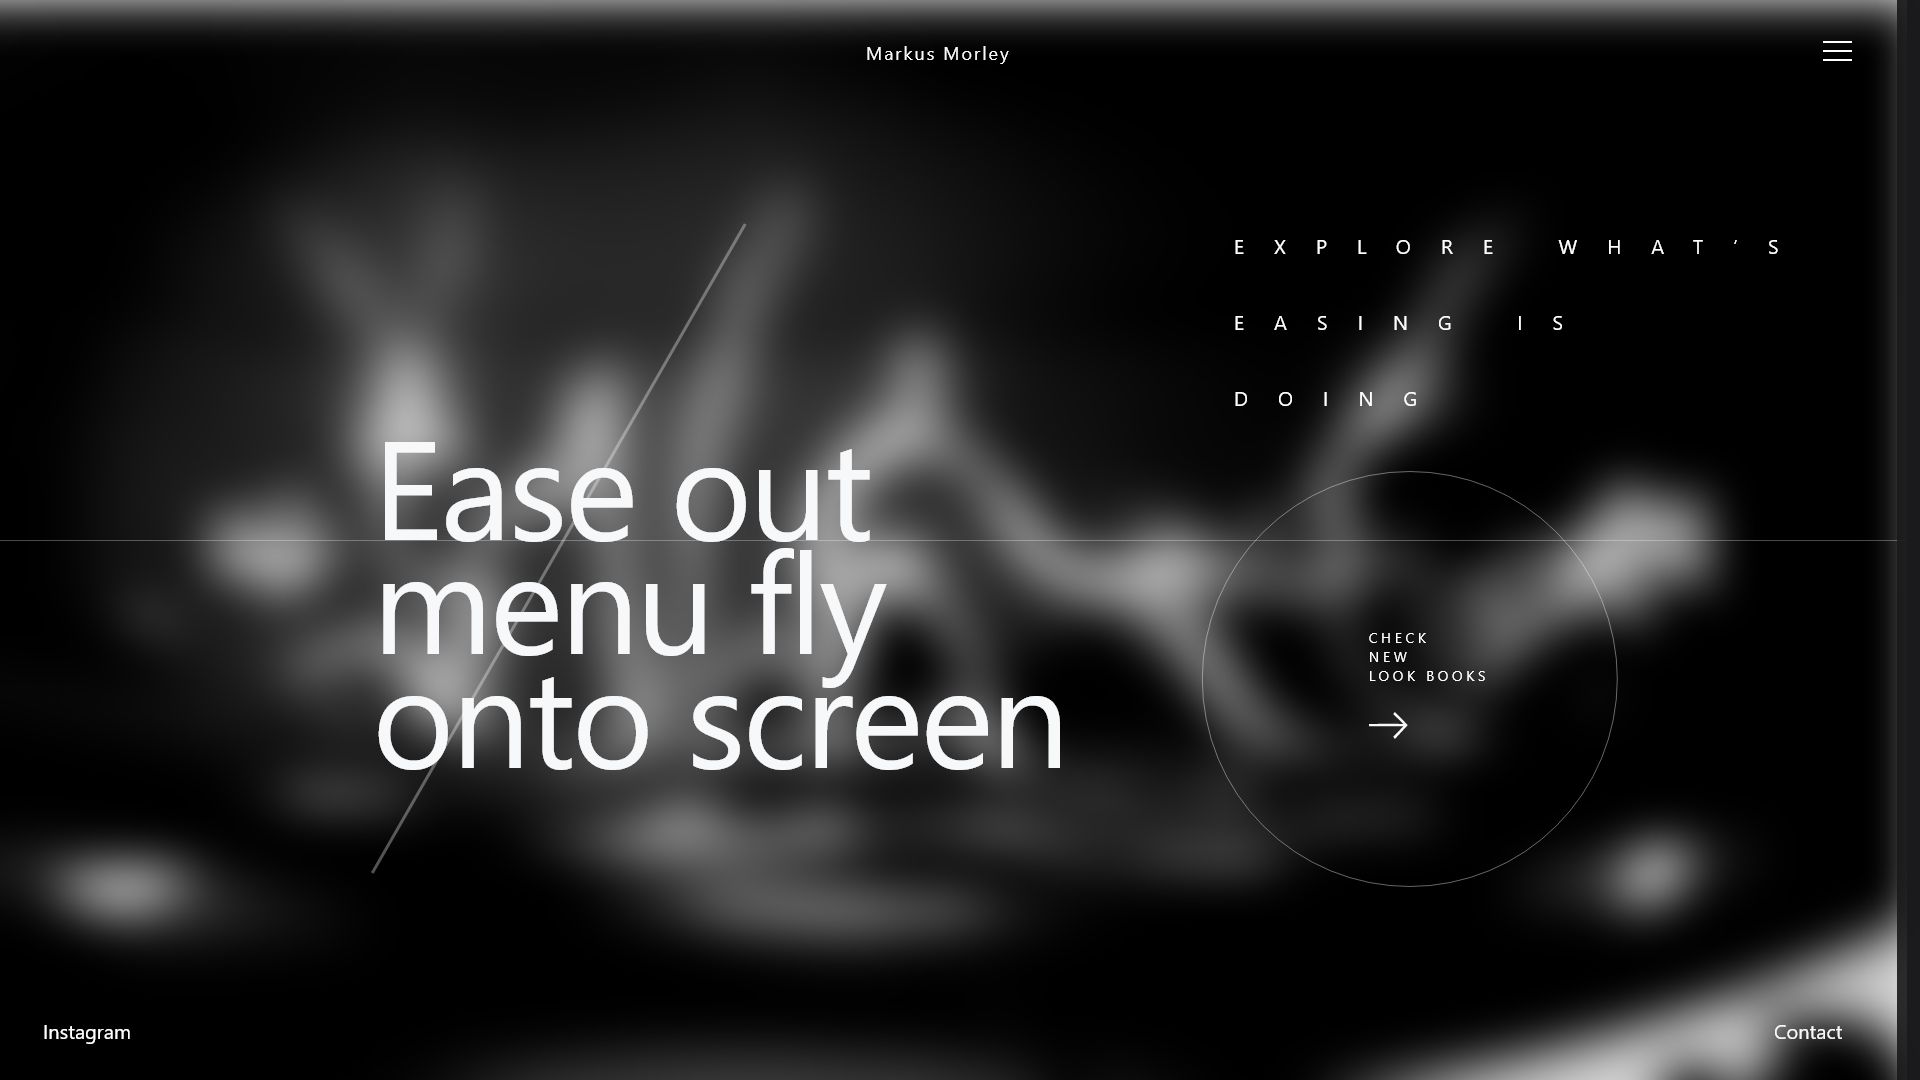 Markus Morley
EXPLORE WHAT’S
EASING IS
DOING
Ease out
menu fly
onto screen
CHECK
NEW
LOOK BOOKS
Instagram
Contact